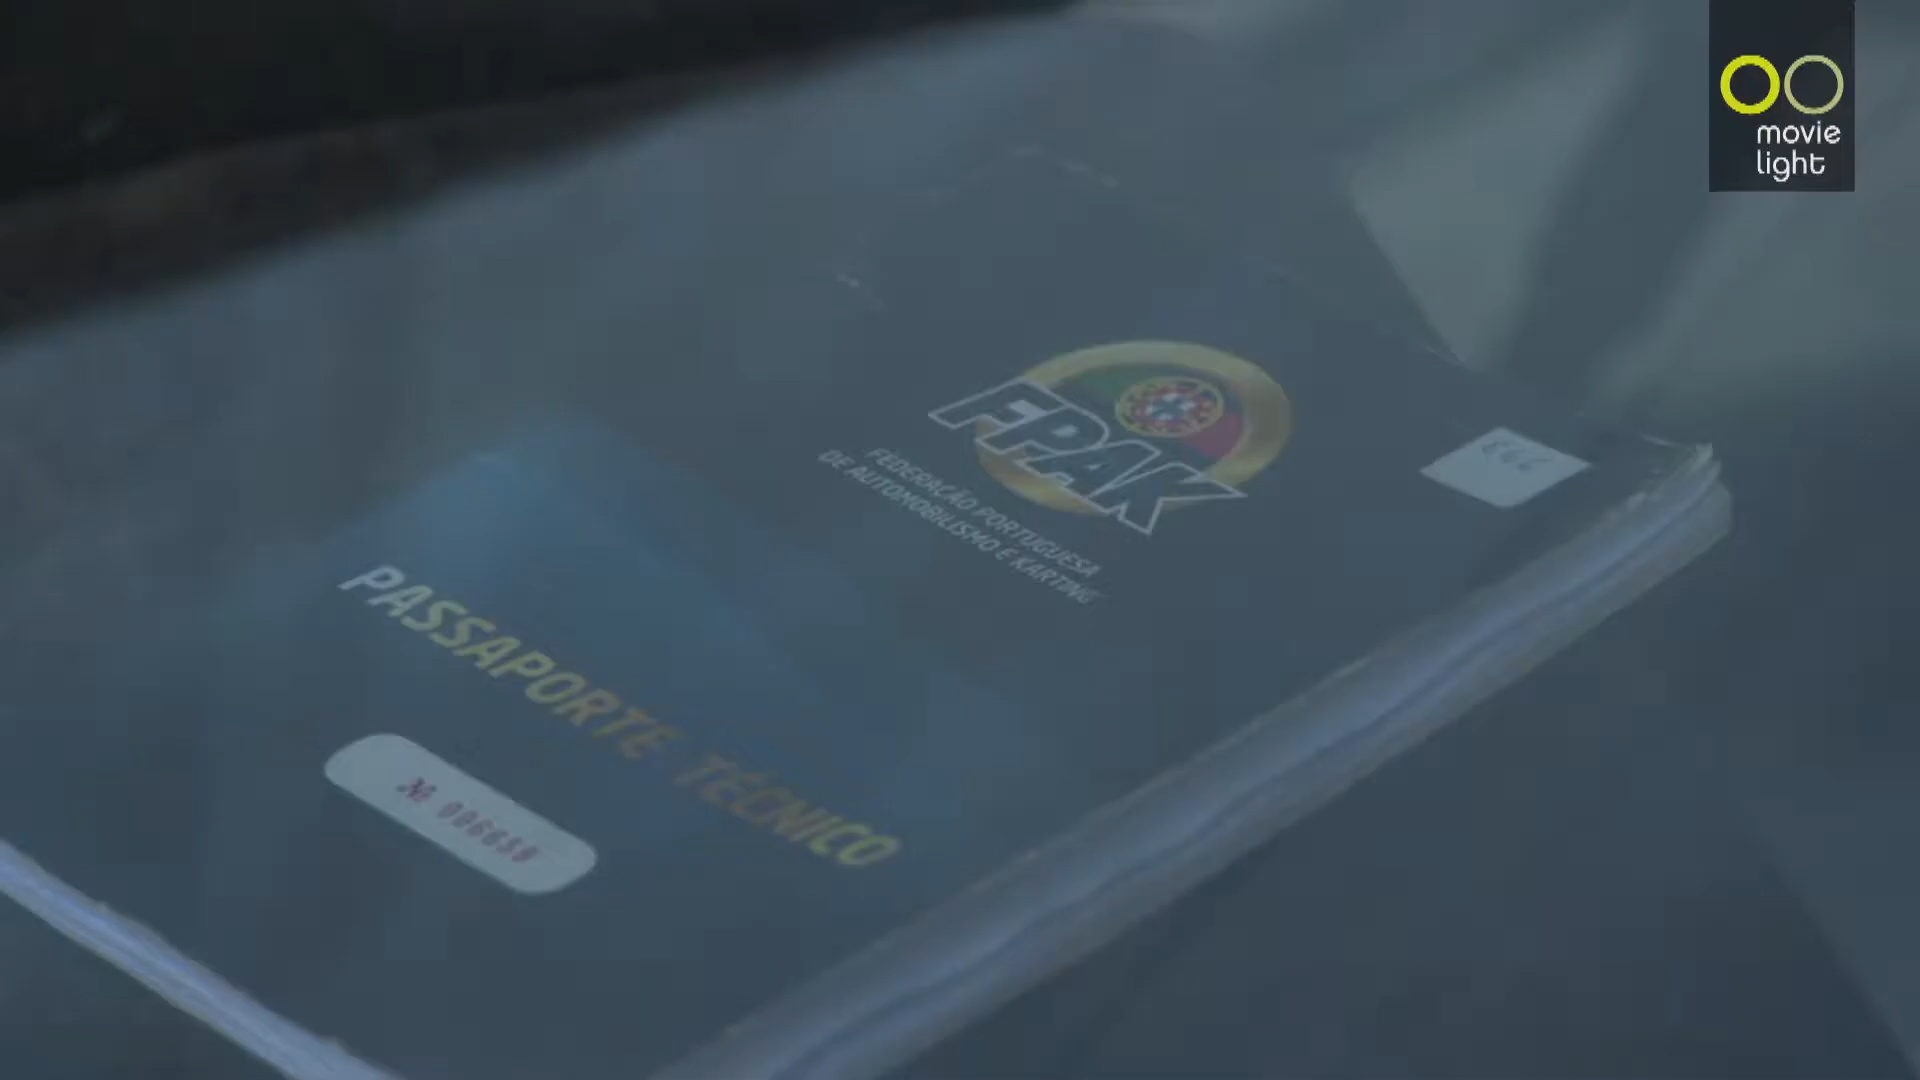 movie
light
FPAK
FEDERAÇÃO PORTUGUESA
DE AUTOMOBILISMO E KARTING
PASSAPORTE TÉCNICO